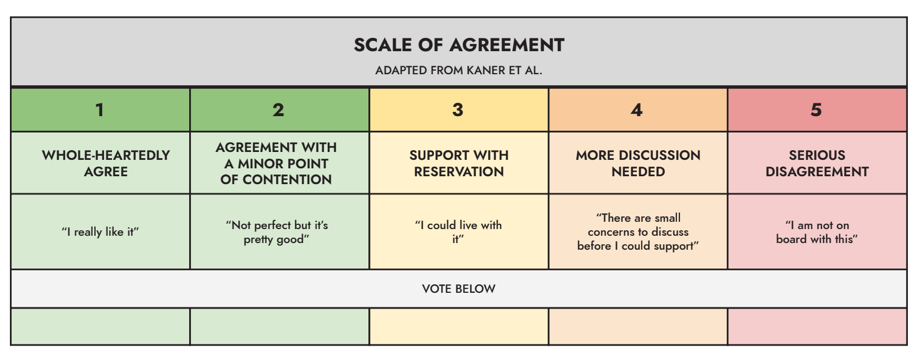 SCALE OF AGREEMENT
ADAPTED FROM KANER ET AL.
1
2
3
4
5
WHOLE-HEARTEDLY
AGREE
AGREEMENT WITH
A MINOR POINT
OF CONTENTION
SUPPORT WITH
RESERVATION
MORE DISCUSSION
NEEDED
SERIOUS
DISAGREEMENT
“I really like it”
“Not perfect but it’s
pretty good”
“I could live with
it”
“There are small
concerns to discuss
before I could support”
“I am not on
board with this”
VOTE BELOW